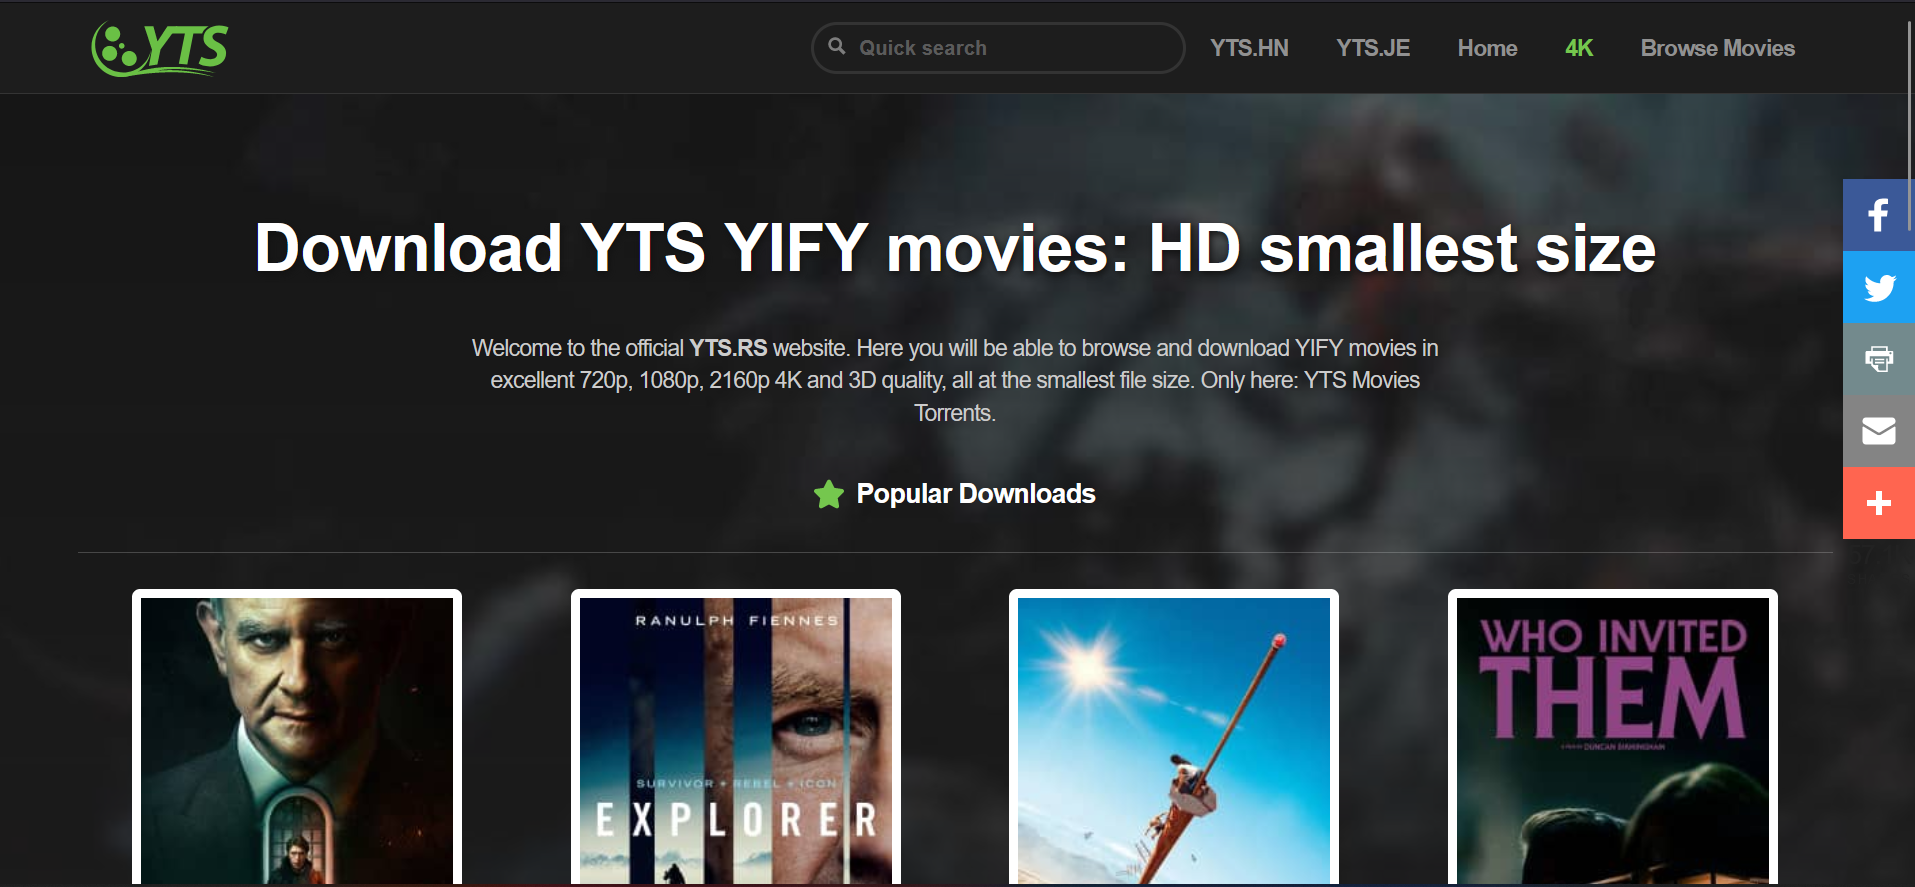 YTS
Quick search
YTS.HN
YTS.JE
Home
4K
Browse Movies
Download YTS YIFY movies: HD smallest size
Welcome to the official YTS.RS website. Here you will be able to browse and download YIFY movies in
excellent 720p, 1080p, 2160p 4K and 3D quality, all at the smallest file size. Only here: YTS Movies
Torrents.
Popular Downloads
RANULPH FIENNES
SURVIVOR + REBEL + ICON
EXPLORER
WHO INVITED
THEM
A FILM BY DUNCAN BIRMINGHAM